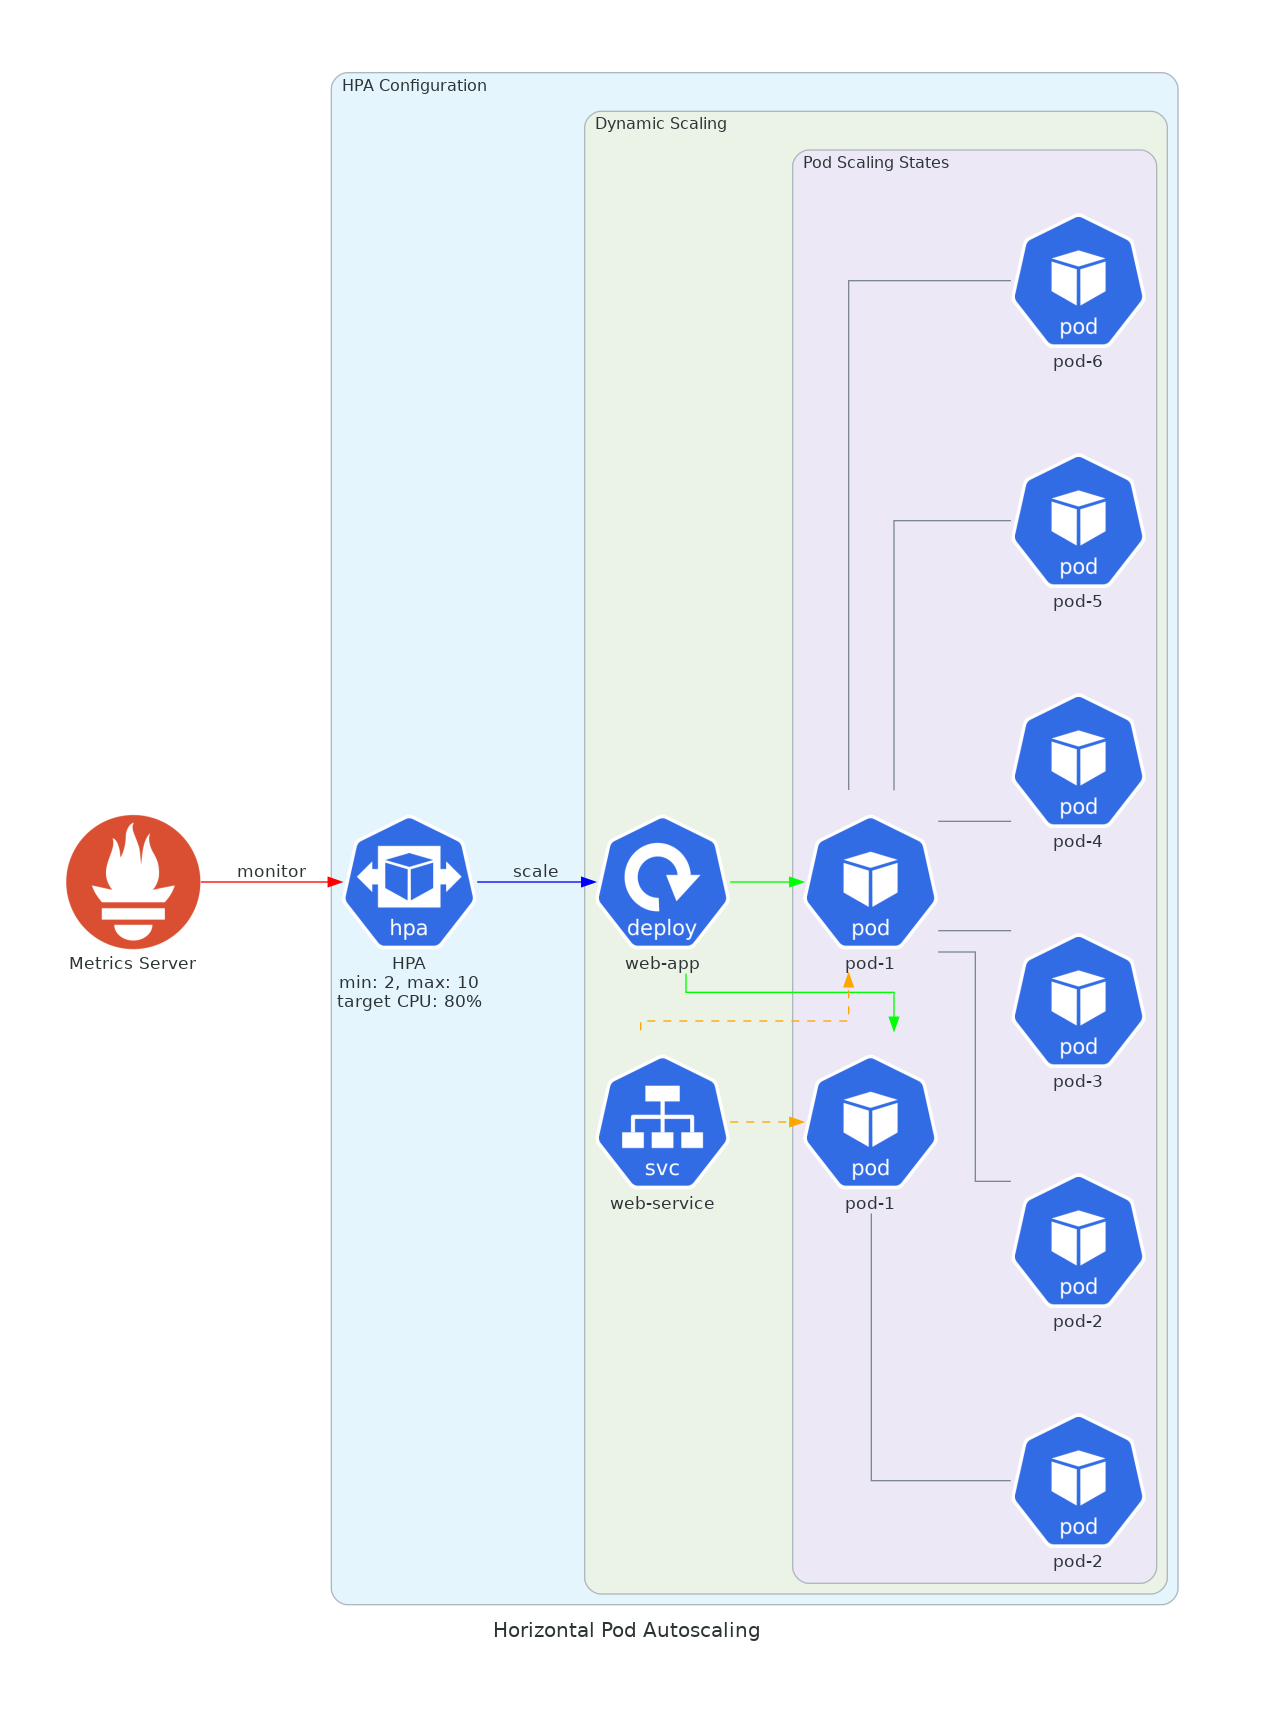 HPA Configuration
Dynamic Scaling
Pod Scaling States
pod
pod-6
pod
pod-5
pod
pod-4
monitor
scale
Metrics Server
hpa
HPA
min: 2, max: 10
target CPU: 80%
deploy
web-app
pod
pod-1
pod
pod-3
svc
web-service
pod
pod-1
pod
pod-2
pod
pod-2
Horizontal Pod Autoscaling